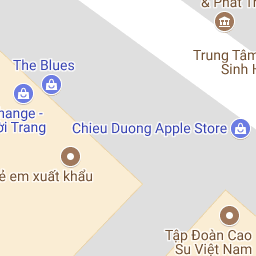 & Phát T
Trung Tâm
Sinh H
The Blues
hange -
ời Trang
Chieu Duong Apple Store
ẻ em xuất khẩu
Tập Đoàn Cao
Su Việt Nam